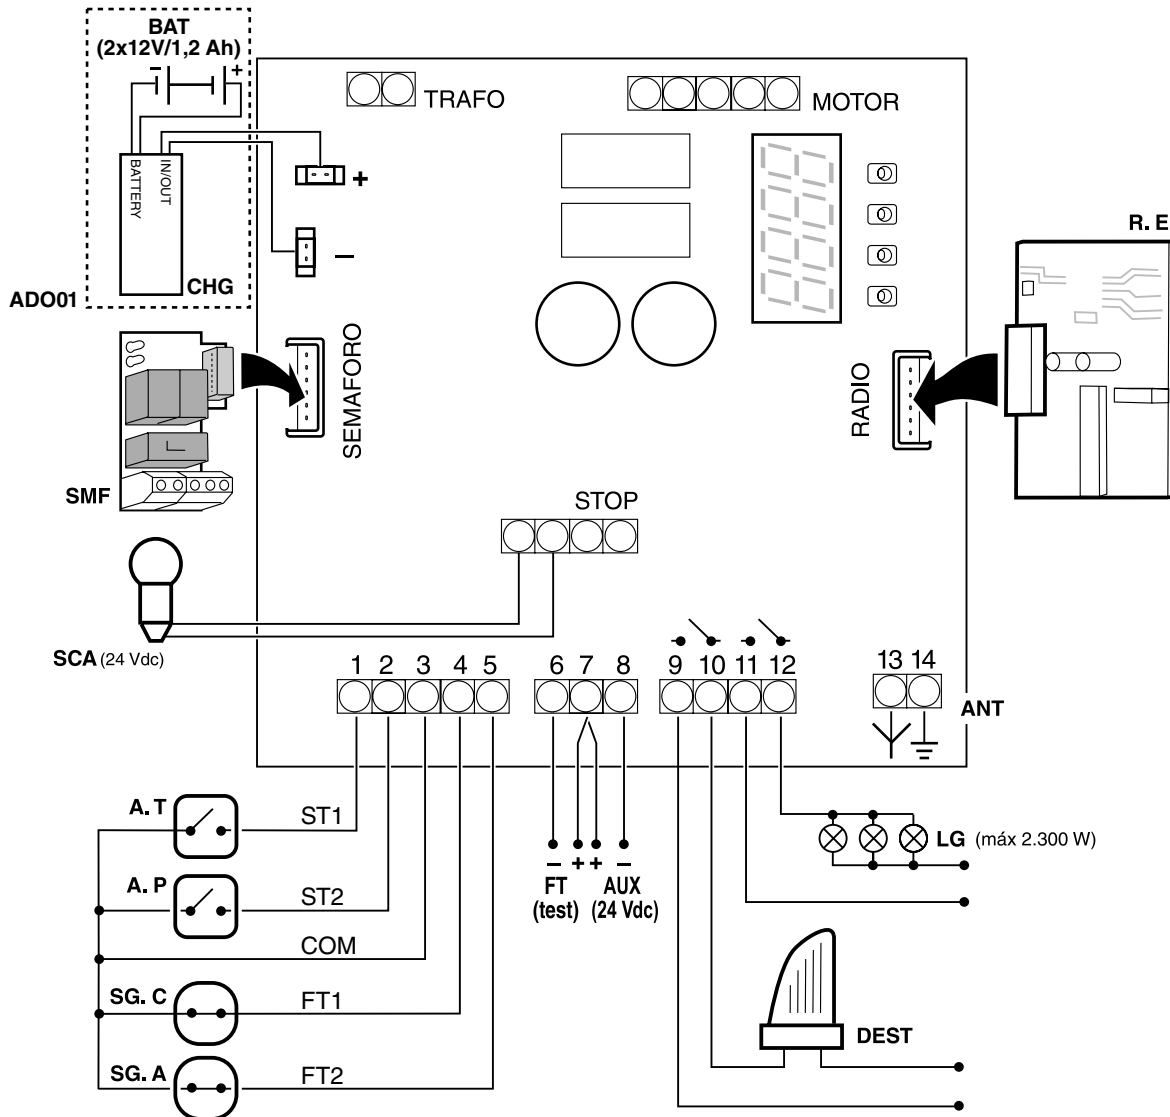 BAT
(2x12V/1,2 Ah)
- +
BATTERY
IN/OUT
CHG
ADO01
TRAFO
MOTOR
+
–
R. E
SEMAFORO
RADIO
SMF
STOP
SCA (24 Vdc)
1 2 3 4 5 6 7 8 9 10 11 12 13 14
ANT
A. T
ST1
A. P
ST2
COM
SG. C
FT1
SG. A
FT2
– + + –
FT AUX
(test) (24 Vdc)
LG (máx 2.300 W)
DEST